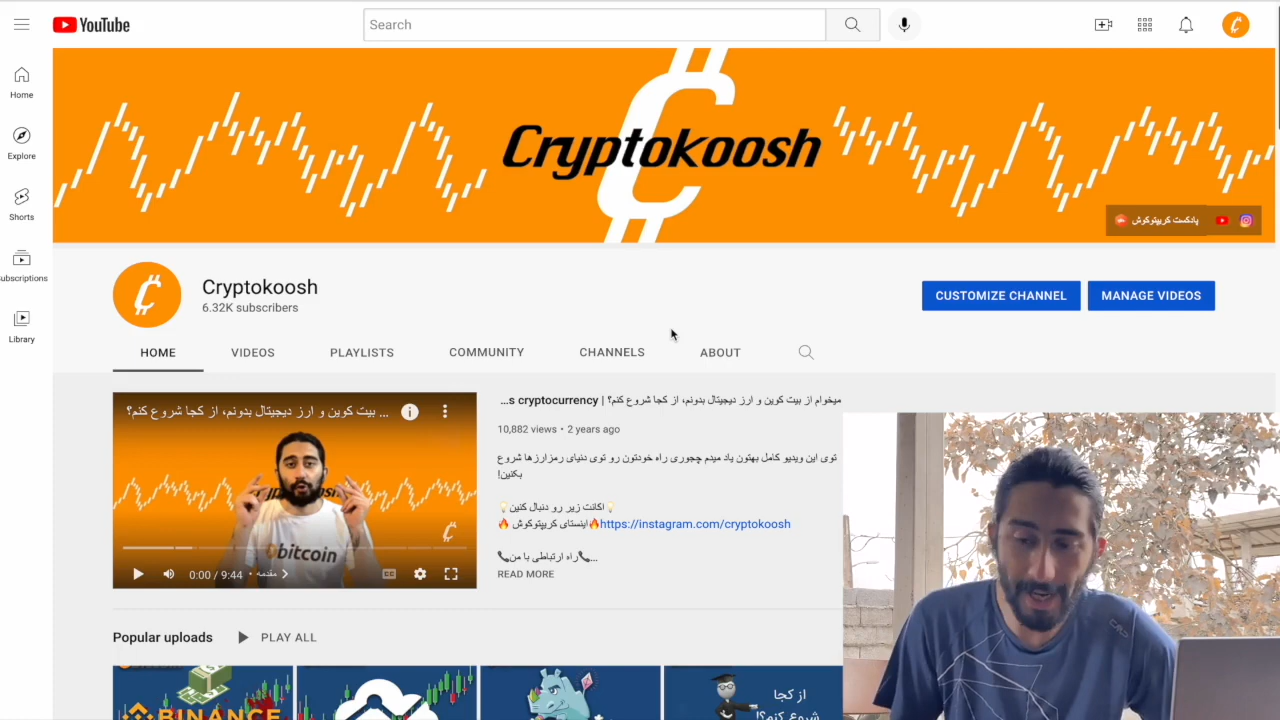 YouTube
Search
Home
Explore
Shorts
Subscriptions
Library
Cryptokoosh
پادکست کریپتوکوش
Cryptokoosh
6.32K subscribers
CUSTOMIZE CHANNEL
MANAGE VIDEOS
HOME
VIDEOS
PLAYLISTS
COMMUNITY
CHANNELS
ABOUT
بیت کوین و ارز دیجیتال بدونم، از کجا شروع کنم؟ ...
bitcoin
0:00 / 9:44 • مقدمه
میخوام از بیت کوین و ارز دیجیتال بدونم، از کجا شروع کنم؟ | s cryptocurrency...
10,882 views • 2 years ago
توی این ویدیو کامل بهتون یاد میدم چجوری راه خودتون رو توی دنیای رمزارزها شروع
بکنین!
💡اکانت زیر رو دنبال کنین💡
🔥اینستای کریپتوکوش🔥https://instagram.com/cryptokoosh
📞راه ارتباطی با من📞...
READ MORE
Popular uploads
PLAY ALL
BINANCE
از کجا
شروع کنم؟!